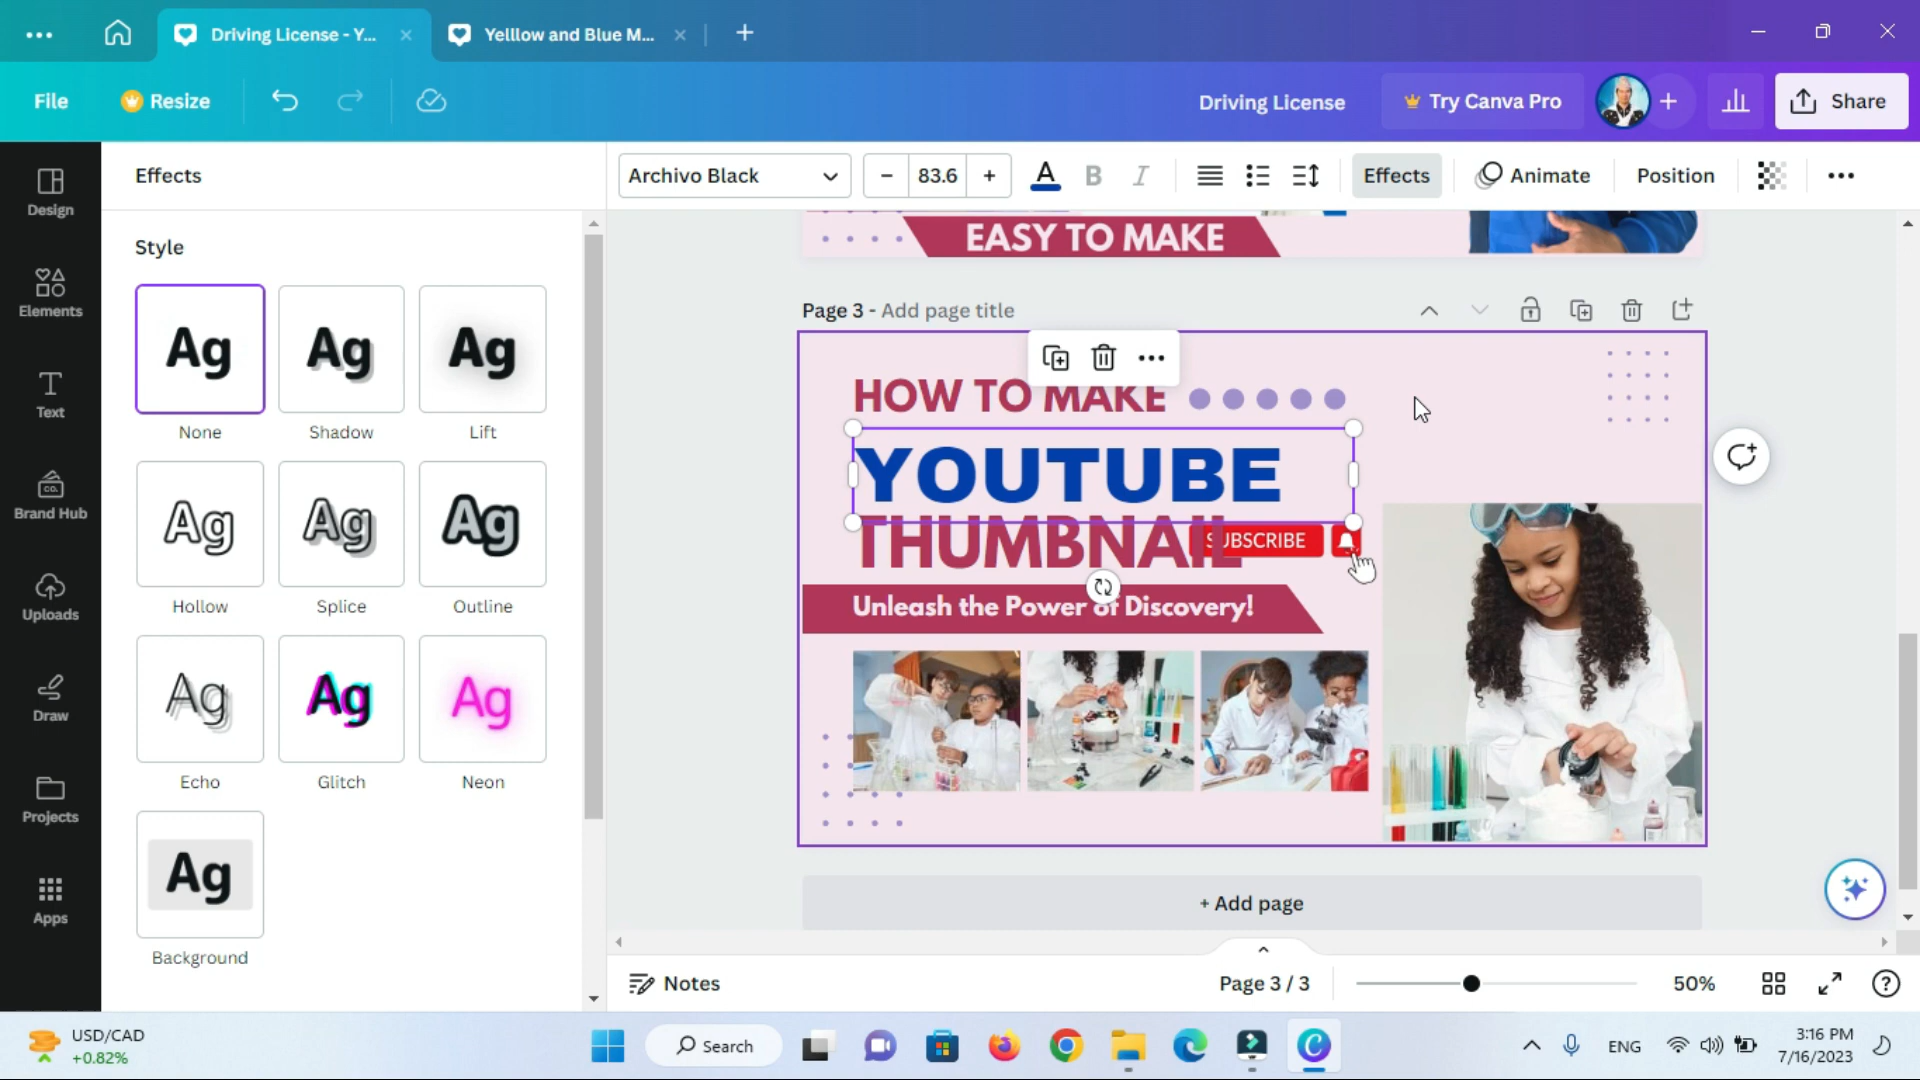 Driving License - Y...
Yelllow and Blue M...
File
Resize
Driving License
Try Canva Pro
Share
Effects
Archivo Black
83.6
Effects
Animate
Position
Design
Elements
Text
Brand Hub
Uploads
Draw
Projects
Apps
Style
Ag
Ag
Ag
None
Shadow
Lift
Ag
Ag
Ag
Hollow
Splice
Outline
Ag
Ag
Ag
Echo
Glitch
Neon
Ag
Background
EASY TO MAKE
Page 3 - Add page title
HOW TO MAKE
YOUTUBE
THUMBNAIL
SUBSCRIBE
Unleash the Power of Discovery!
+ Add page
Notes
Page 3 / 3
50%
USD/CAD
+0.82%
Search
ENG
3:16 PM
7/16/2023